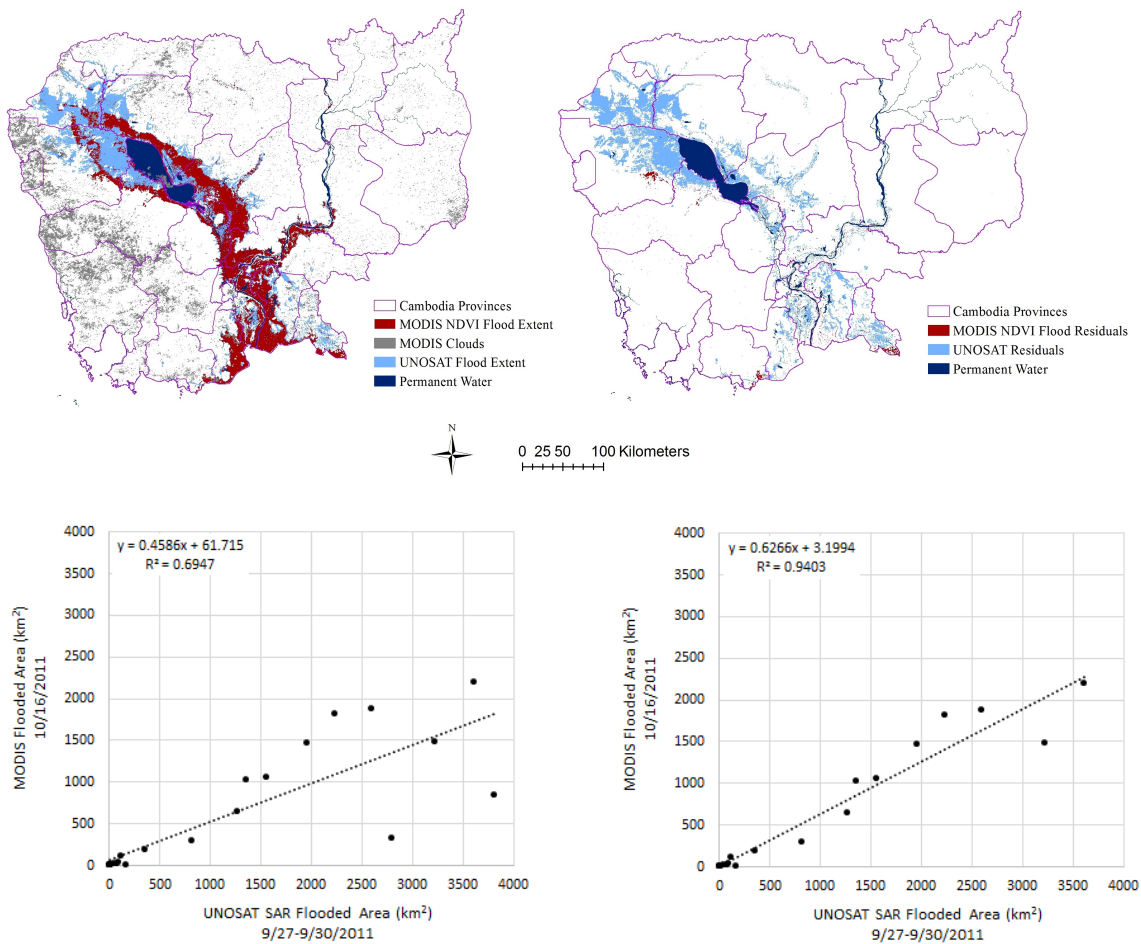 Cambodia Provinces
MODIS NDVI Flood Extent
MODIS Clouds
UNOSAT Flood Extent
Permanent Water
Cambodia Provinces
MODIS NDVI Flood Residuals
UNOSAT Residuals
Permanent Water
N
0 25 50 100 Kilometers
4000
3500
3000
2500
2000
1500
1000
500
0
y = 0.4586x + 61.715
R² = 0.6947
MODIS Flooded Area (km²)
10/16/2011
0 500 1000 1500 2000 2500 3000 3500 4000
UNOSAT SAR Flooded Area (km²)
9/27-9/30/2011
4000
3500
3000
2500
2000
1500
1000
500
0
y = 0.6266x + 3.1994
R² = 0.9403
MODIS Flooded Area (km²)
10/16/2011
0 500 1000 1500 2000 2500 3000 3500 4000
UNOSAT SAR Flooded Area (km²)
9/27-9/30/2011